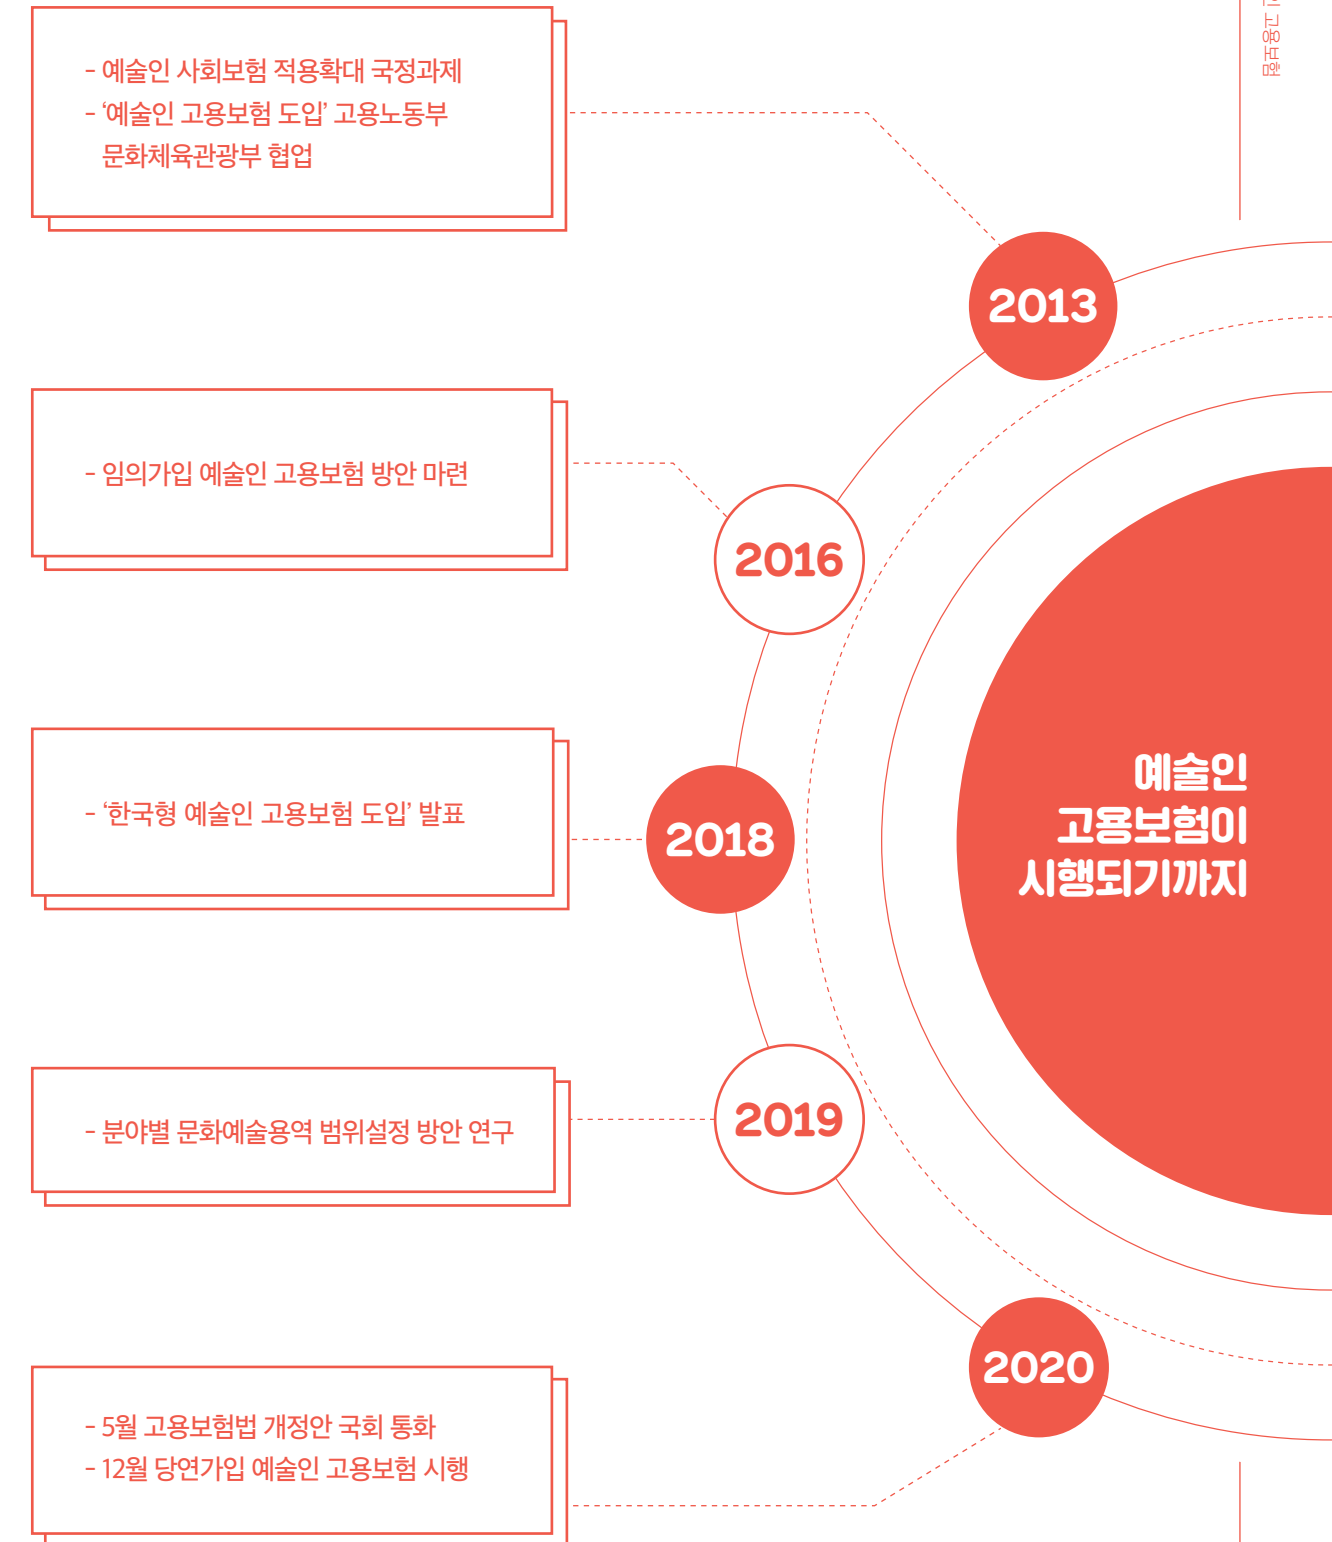 고용보험
- 예술인 사회보험 적용확대 국정과제
- ‘예술인 고용보험 도입’ 고용노동부
문화체육관광부 협업
2013
- 임의가입 예술인 고용보험 방안 마련
2016
- ‘한국형 예술인 고용보험 도입’ 발표
2018
예술인
고용보험이
시행되기까지
- 분야별 문화예술용역 범위설정 방안 연구
2019
2020
- 5월 고용보험법 개정안 국회 통화
- 12월 당연가입 예술인 고용보험 시행